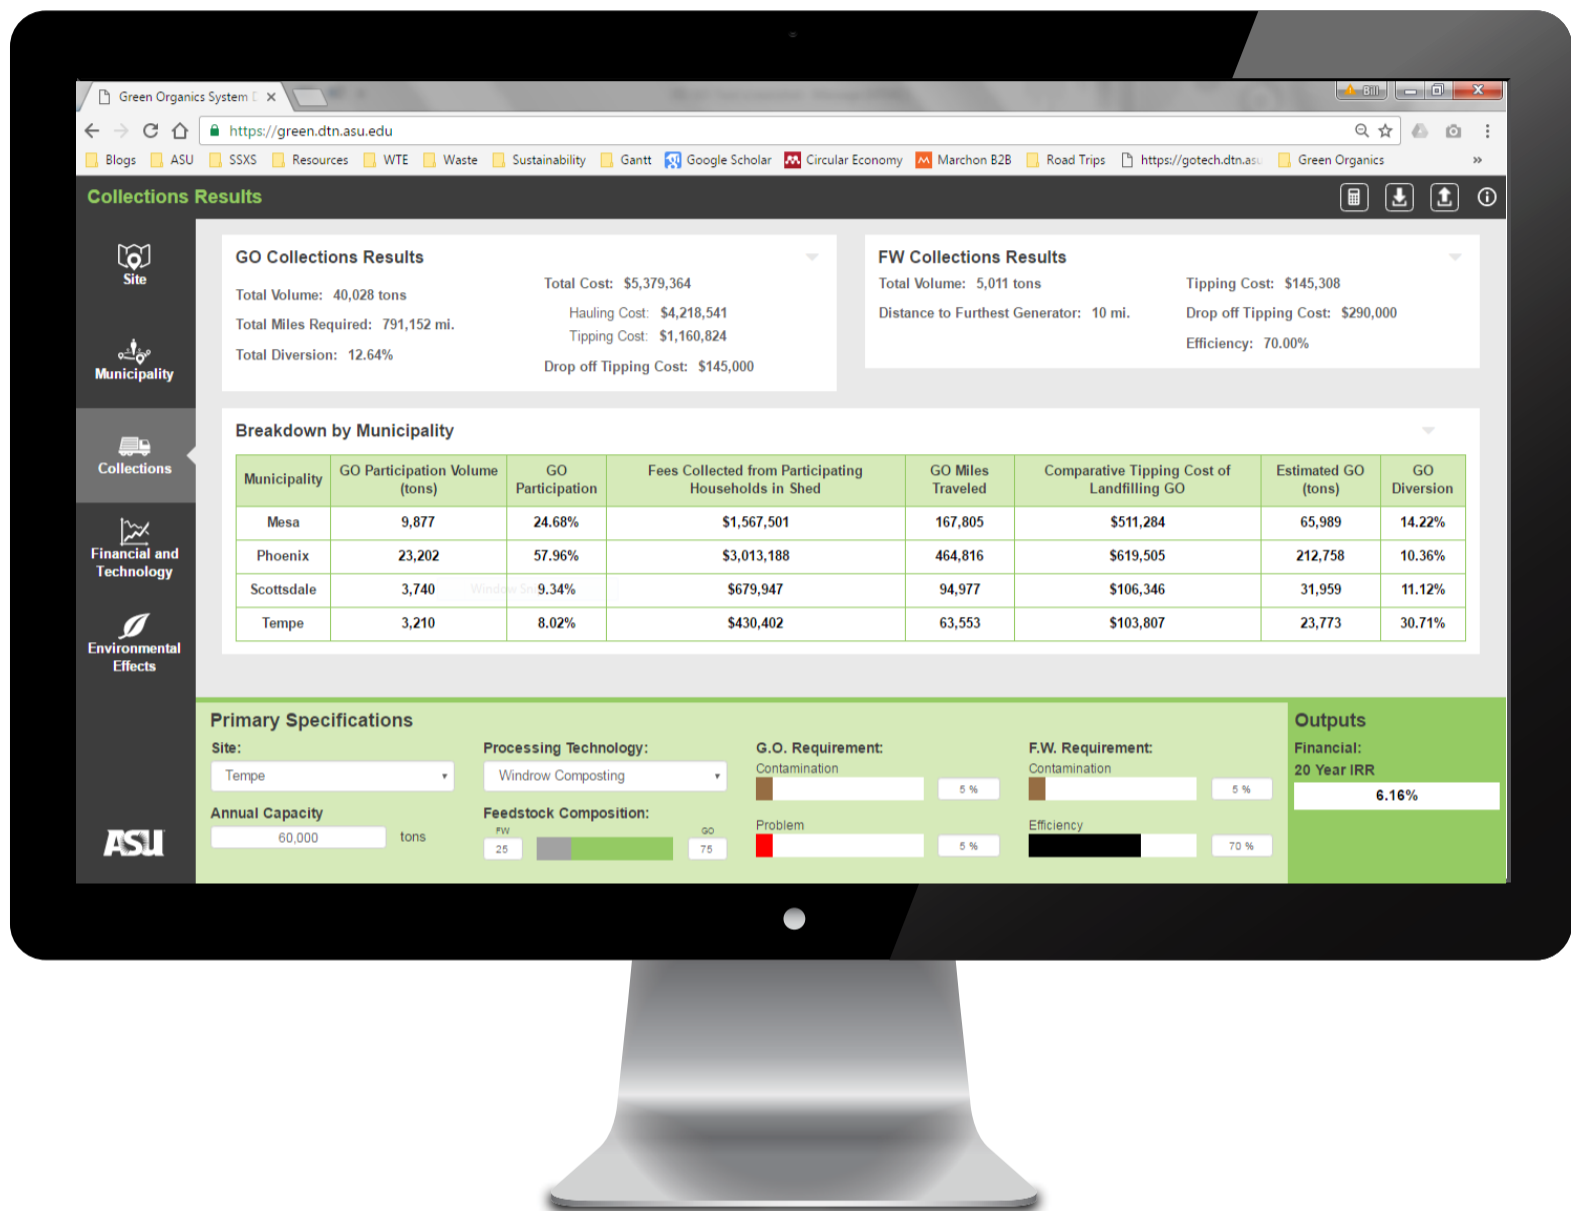 Green Organics System D
Bill
https://green.dtn.asu.edu
Blogs ASU SSXS Resources WTE Waste Sustainability Gantt Google Scholar Circular Economy Marchon B2B Road Trips https://gotech.dtn.asu Green Organics »
Collections Results
Site
Municipality
Collections
Financial and
Technology
Environmental
Effects
ASU
GO Collections Results
Total Volume: 40,028 tons
Total Miles Required: 791,152 mi.
Total Diversion: 12.64%
Total Cost: $5,379,364
Hauling Cost: $4,218,541
Tipping Cost: $1,160,824
Drop off Tipping Cost: $145,000
FW Collections Results
Total Volume: 5,011 tons
Distance to Furthest Generator: 10 mi.
Tipping Cost: $145,308
Drop off Tipping Cost: $290,000
Efficiency: 70.00%
Breakdown by Municipality
Municipality GO Participation Volume (tons) GO Participation Fees Collected from Participating Households in Shed GO Miles Traveled Comparative Tipping Cost of Landfilling GO Estimated GO (tons) GO Diversion
Mesa 9,877 24.68% $1,567,501 167,805 $511,284 65,989 14.22%
Phoenix 23,202 57.96% $3,013,188 464,816 $619,505 212,758 10.36%
Scottsdale 3,740 9.34% $679,947 94,977 $106,346 31,959 11.12%
Tempe 3,210 8.02% $430,402 63,553 $103,807 23,773 30.71%
Primary Specifications
Site:
Tempe
Annual Capacity
60,000 tons
Processing Technology:
Windrow Composting
Feedstock Composition:
FW GO
25 75
G.O. Requirement:
Contamination
5 %
Problem
5 %
F.W. Requirement:
Contamination
5 %
Efficiency
70 %
Outputs
Financial:
20 Year IRR
6.16%